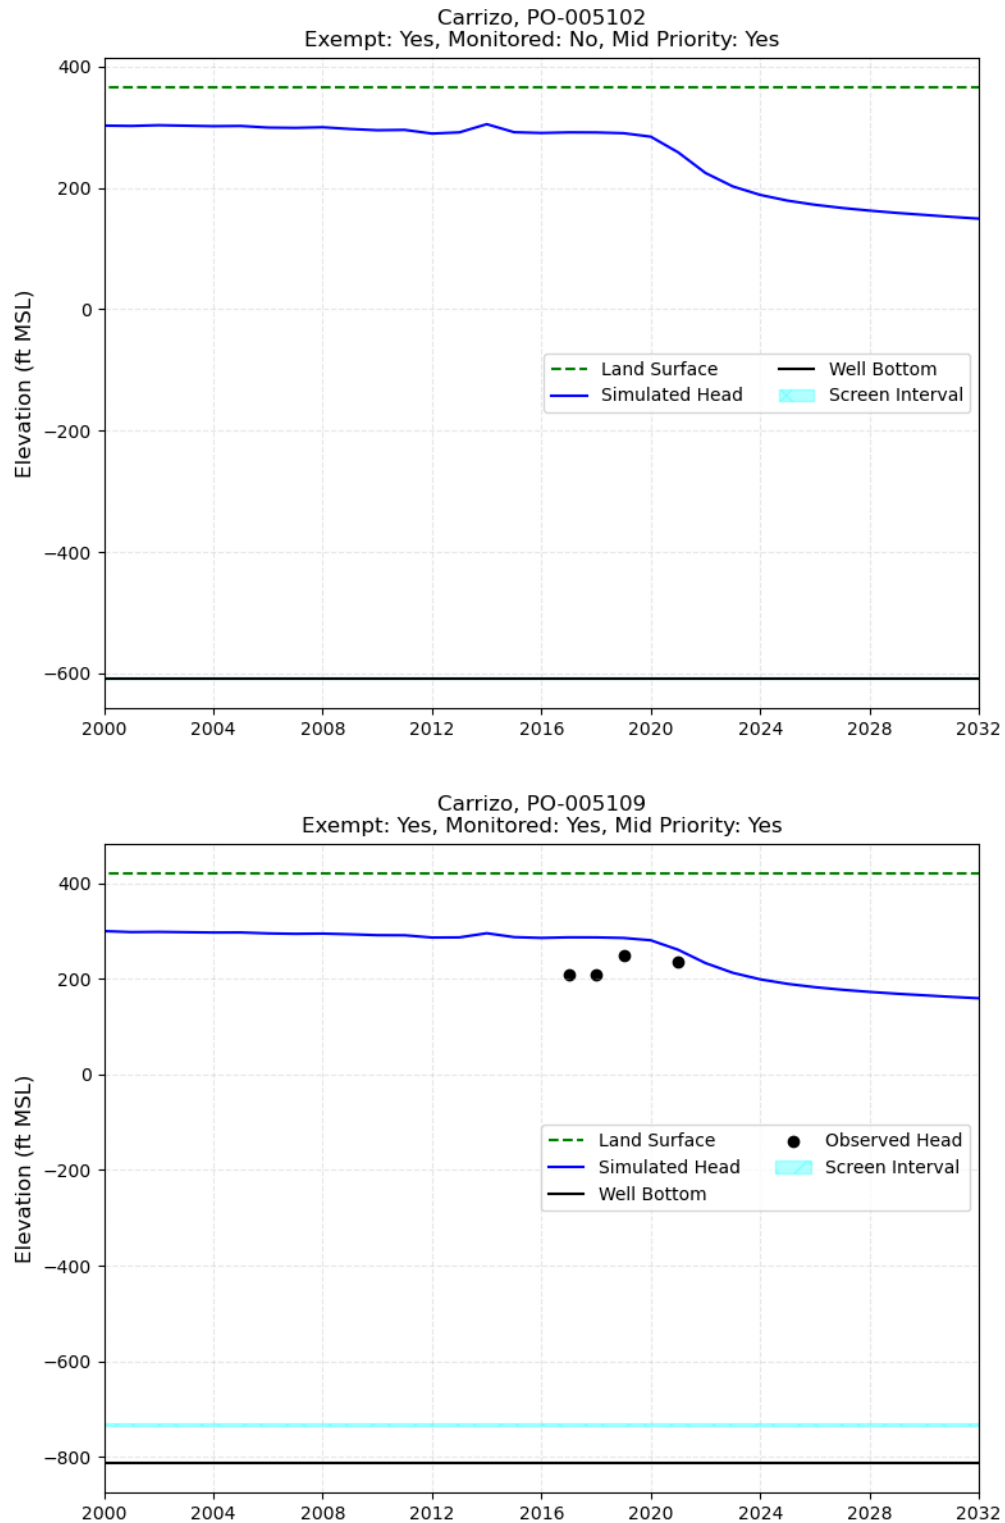 Carrizo, PO-005102
Exempt: Yes, Monitored: No, Mid Priority: Yes
400
200
0
−200
−400
−600
Elevation (ft MSL)
Land Surface
Simulated Head
Well Bottom
Screen Interval
2000 2004 2008 2012 2016 2020 2024 2028 2032
Carrizo, PO-005109
Exempt: Yes, Monitored: Yes, Mid Priority: Yes
400
200
0
−200
−400
−600
−800
Elevation (ft MSL)
Land Surface
Simulated Head
Well Bottom
Observed Head
Screen Interval
2000 2004 2008 2012 2016 2020 2024 2028 2032